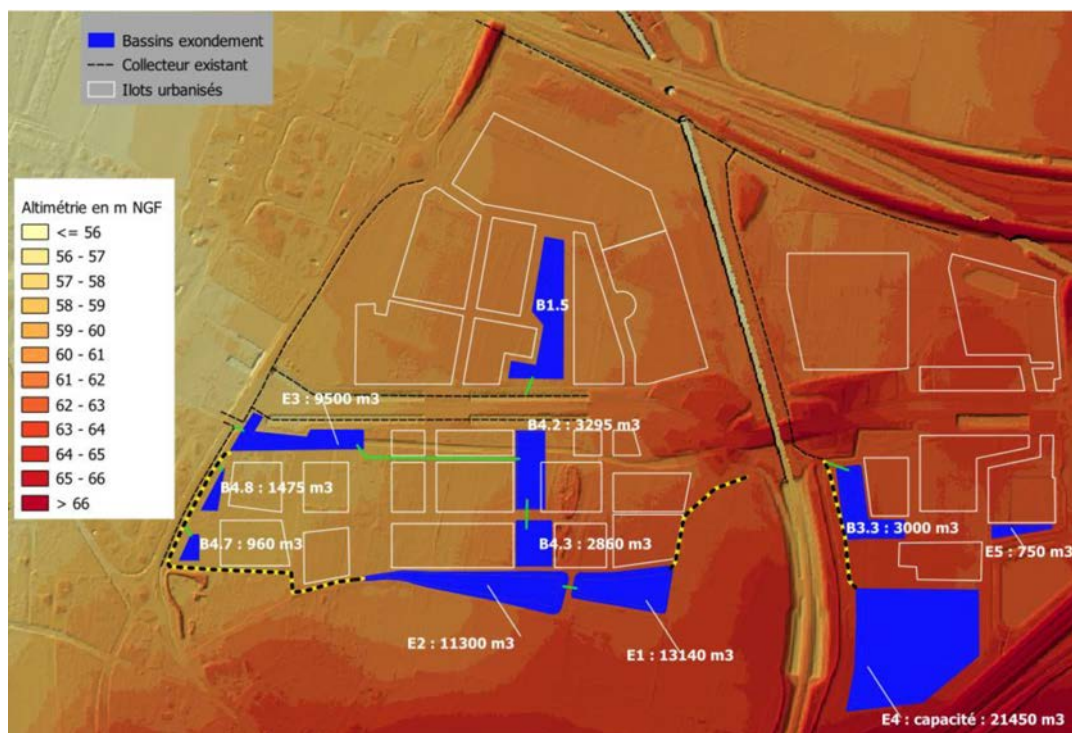 Bassins exondement
Collecteur existant
Ilots urbanisés
Altimétrie en m NGF
<= 56
56 - 57
57 - 58
58 - 59
59 - 60
60 - 61
61 - 62
62 - 63
63 - 64
64 - 65
65 - 66
> 66
B1.5
E3 : 9500 m3
B4.2 : 3295 m3
B4.8 : 1475 m3
B4.7 : 960 m3
B4.3 : 2860 m3
B3.3 : 3000 m3
E5 : 750 m3
E2 : 11300 m3
E1 : 13140 m3
E4 : capacité : 21450 m3